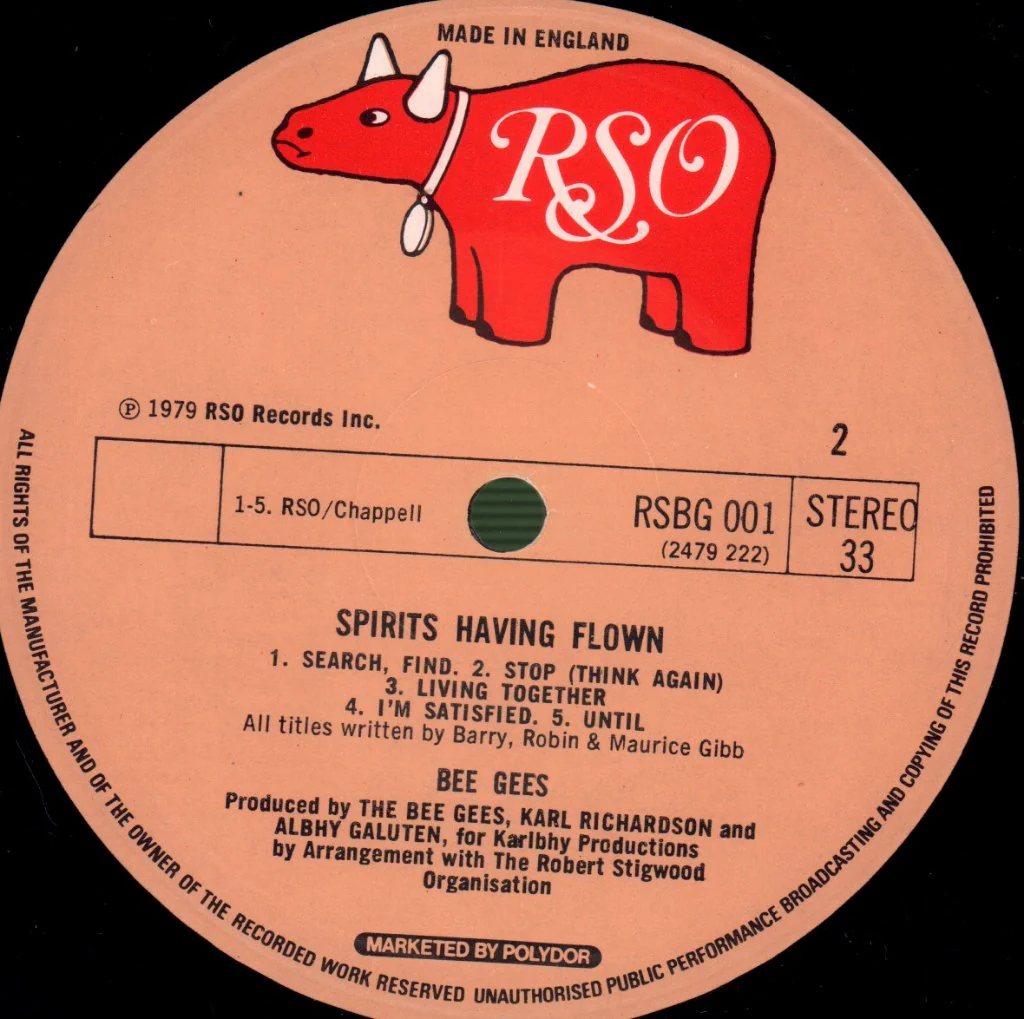 MADE IN ENGLAND
RSO
℗ 1979 RSO Records Inc.
2
1-5. RSO/Chappell
RSBG 001
(2479 222)
STEREO
33
SPIRITS HAVING FLOWN
1. SEARCH, FIND. 2. STOP (THINK AGAIN)
3. LIVING TOGETHER
4. I'M SATISFIED. 5. UNTIL
All titles written by Barry, Robin & Maurice Gibb
BEE GEES
Produced by THE BEE GEES, KARL RICHARDSON and
ALBHY GALUTEN, for Karlbhy Productions
by Arrangement with The Robert Stigwood
Organisation
MARKETED BY POLYDOR
ALL RIGHTS OF THE MANUFACTURER AND OF THE OWNER OF THE RECORDED WORK RESERVED UNAUTHORISED PUBLIC PERFORMANCE BROADCASTING AND COPYING OF THIS RECORD PROHIBITED